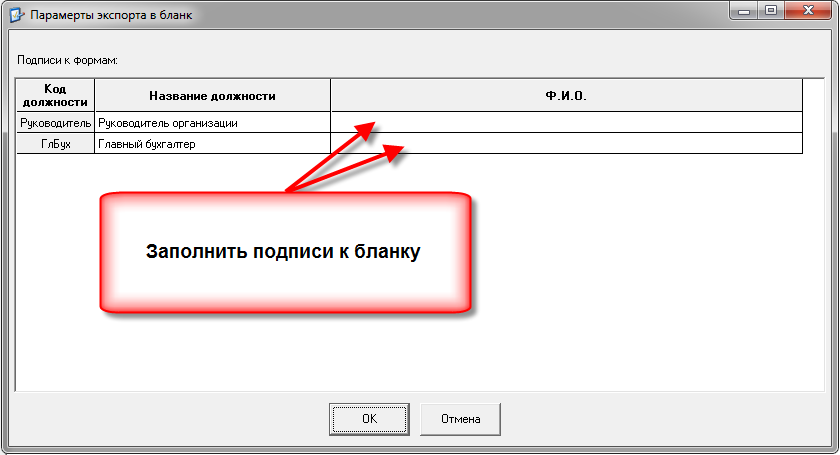 Парамерты экспорта в бланк
Подписи к формам:
Код должности Название должности Ф.И.О.
Руководитель Руководитель организации
ГлБух Главный бухгалтер
Заполнить подписи к бланку
OK Отмена